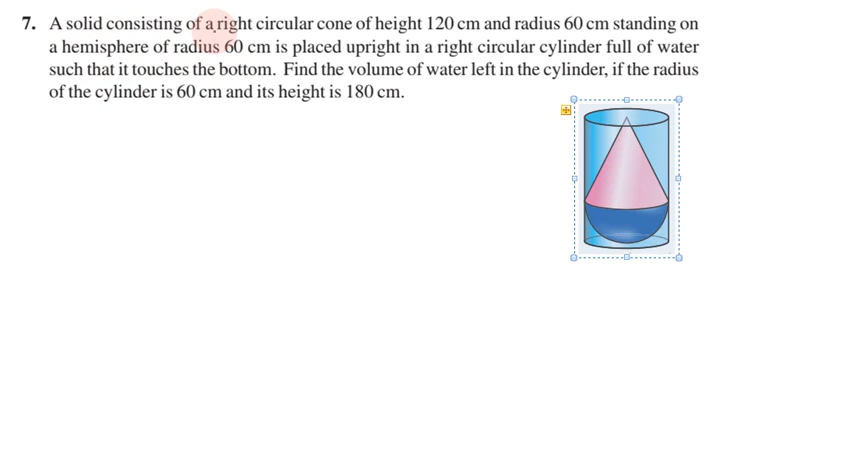 7. A solid consisting of a right circular cone of height 120 cm and radius 60 cm standing on
a hemisphere of radius 60 cm is placed upright in a right circular cylinder full of water
such that it touches the bottom. Find the volume of water left in the cylinder, if the radius
of the cylinder is 60 cm and its height is 180 cm.